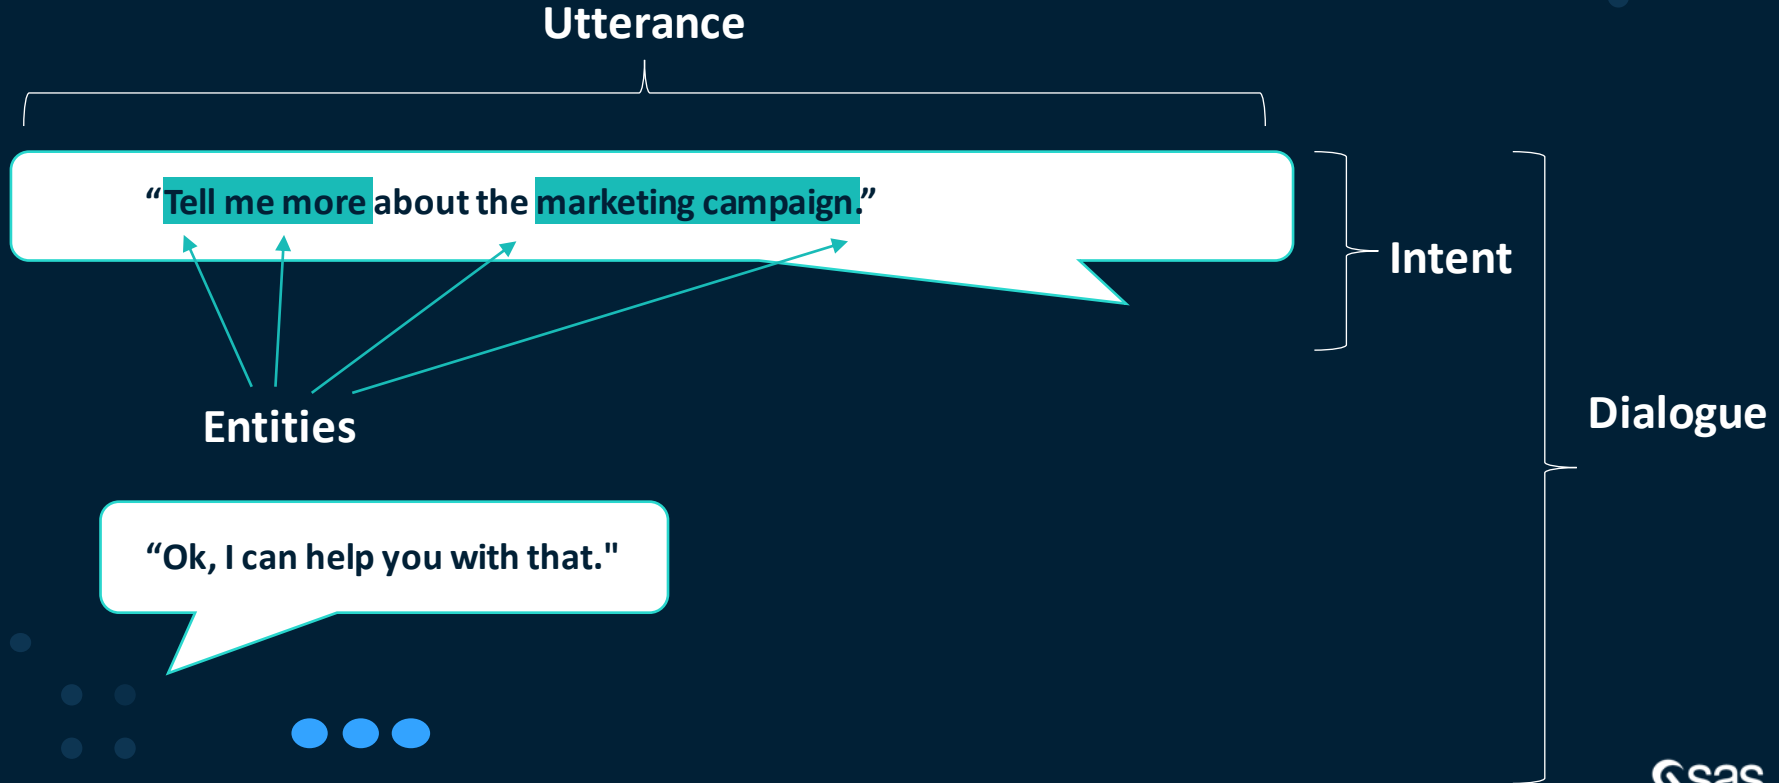 Utterance
“Tell me more about the marketing campaign.”
Intent
Dialogue
Entities
“Ok, I can help you with that."
sas